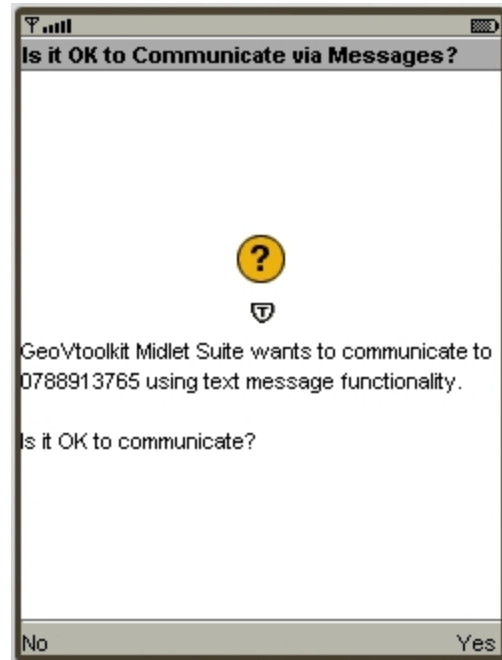 Is it OK to Communicate via Messages?
?
T
GeoVtoolkit Midlet Suite wants to communicate to
0788913765 using text message functionality.
Is it OK to communicate?
No Yes